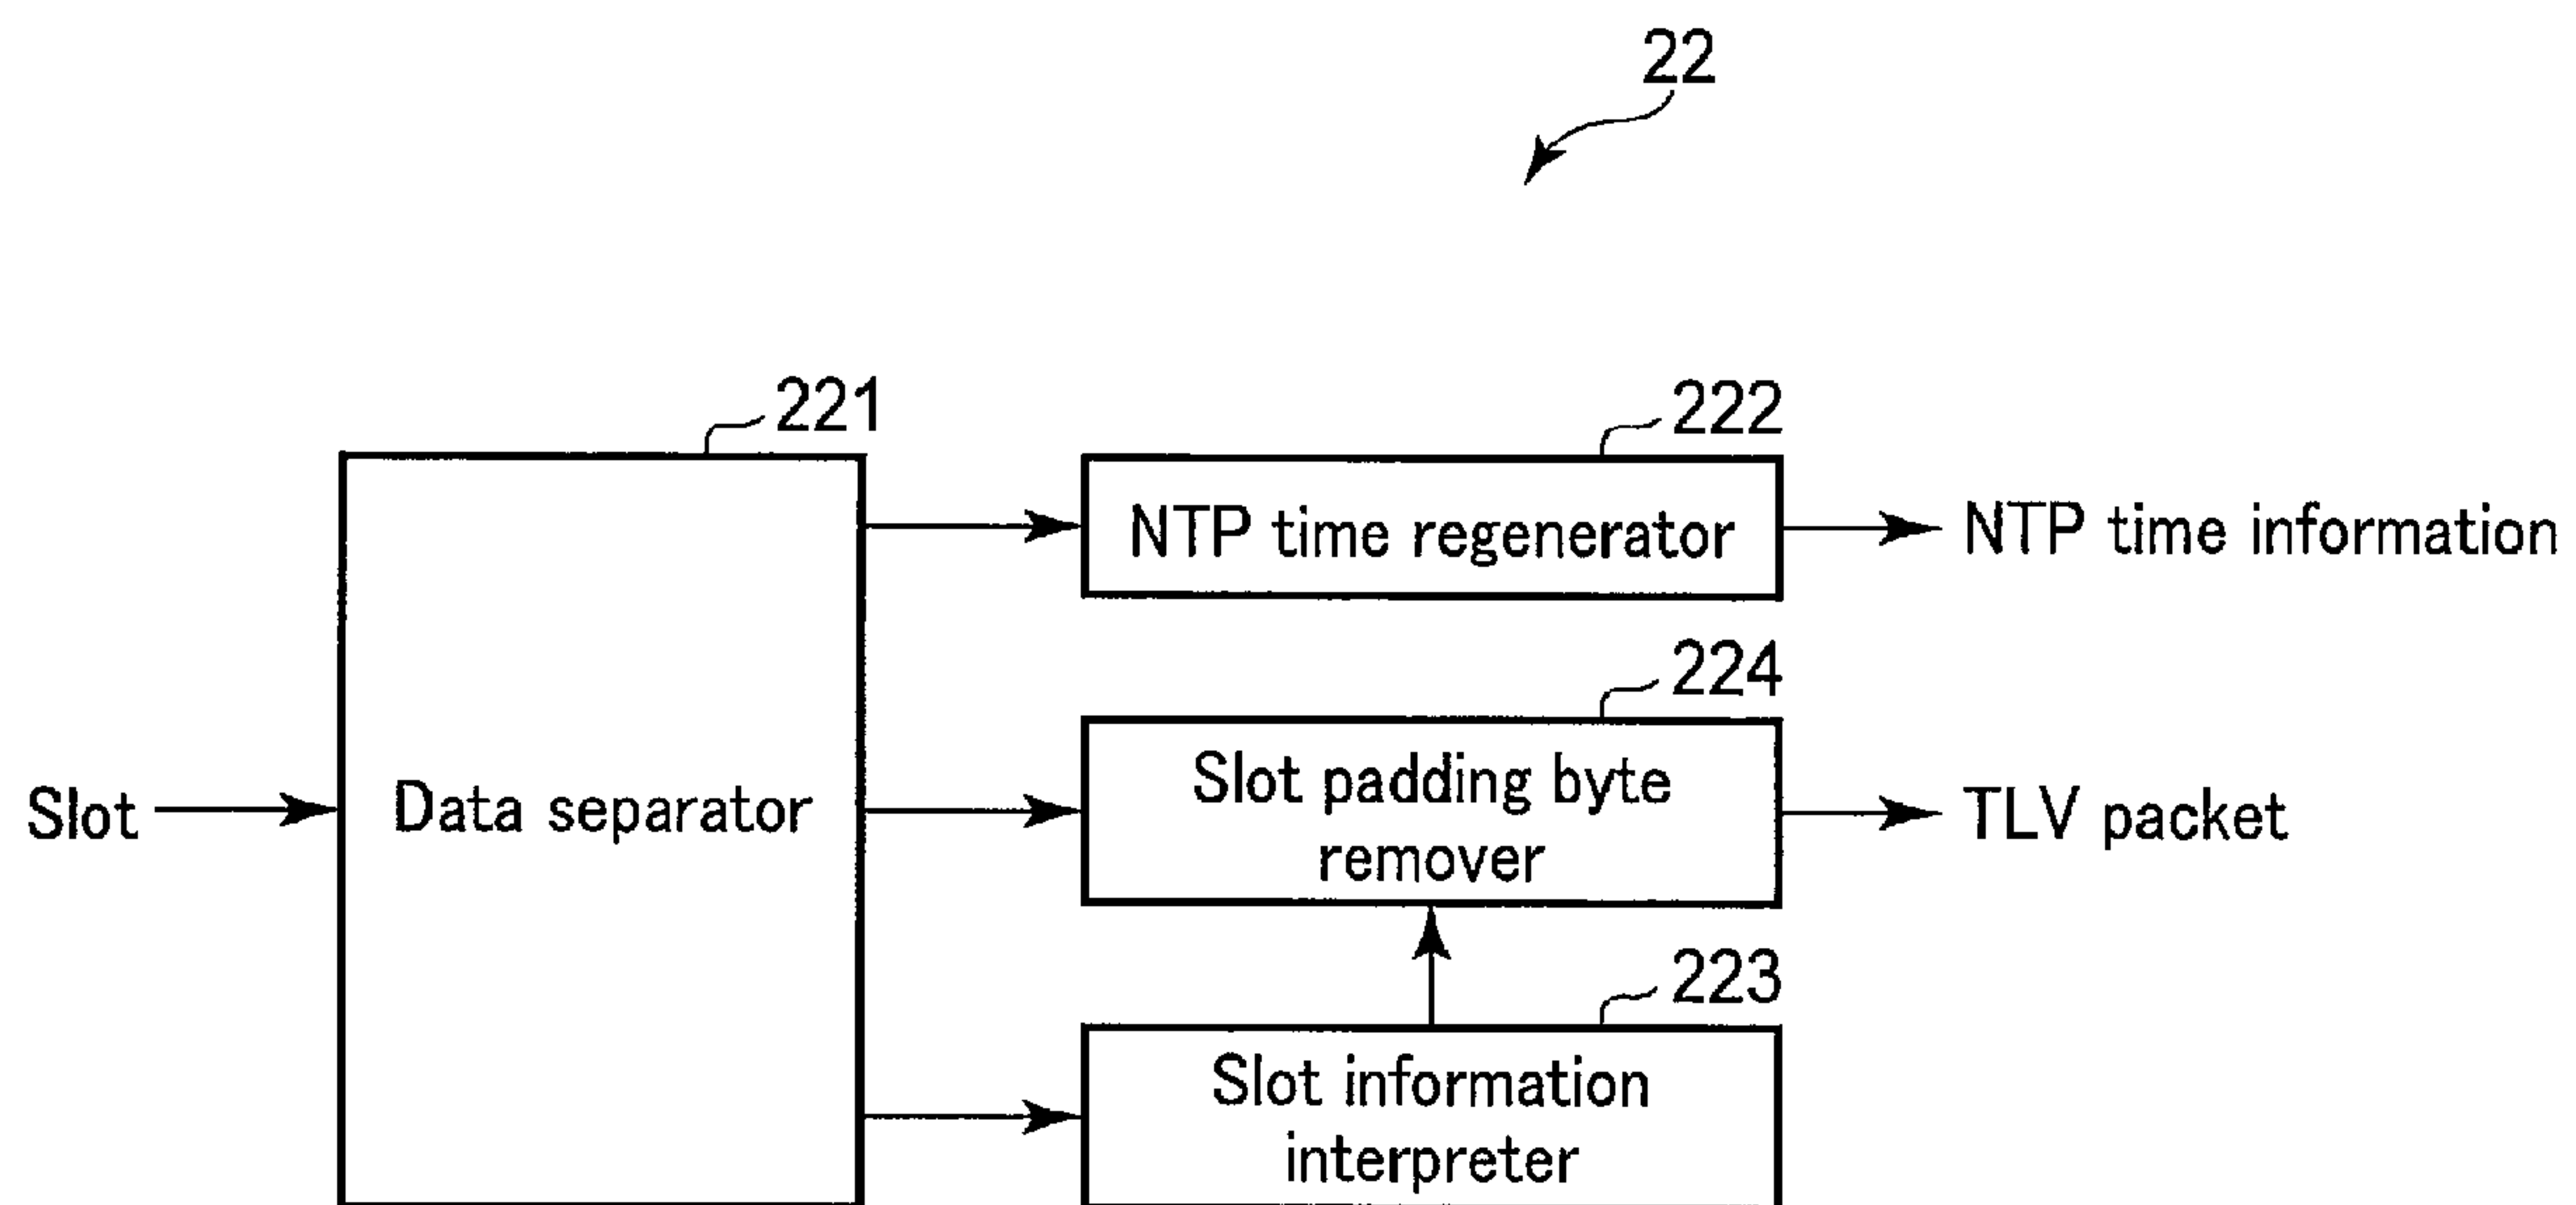 22
221
222
NTP time regenerator
NTP time information
224
Slot
Data separator
Slot padding byte
remover
TLV packet
223
Slot information
interpreter